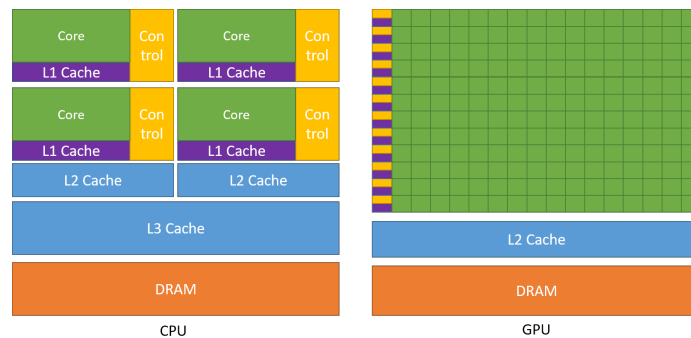 Core
Con
trol
Core
Con
trol
L1 Cache
L1 Cache
Core
Con
trol
Core
Con
trol
L1 Cache
L1 Cache
L2 Cache
L2 Cache
L3 Cache
L2 Cache
DRAM
DRAM
CPU
GPU